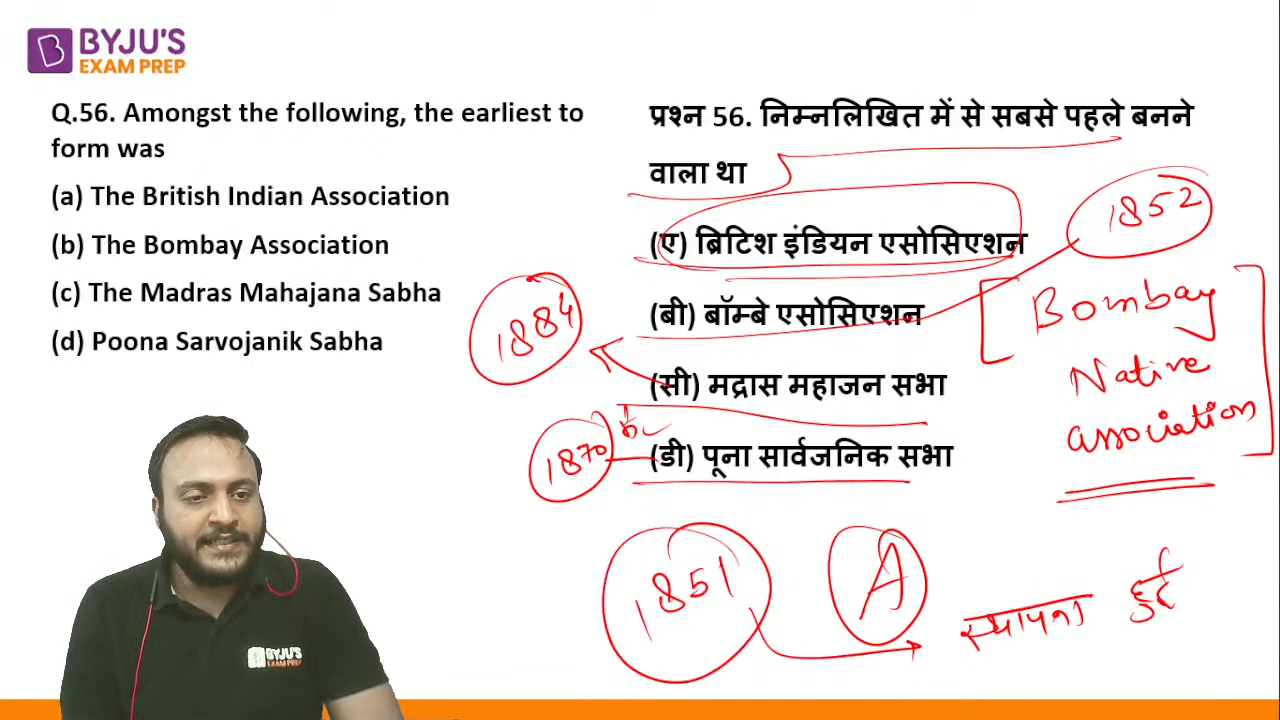 BYJU'S
EXAM PREP
Q.56. Amongst the following, the earliest to
form was
(a) The British Indian Association
(b) The Bombay Association
(c) The Madras Mahajana Sabha
(d) Poona Sarvojanik Sabha
प्रश्न 56. निम्नलिखित में से सबसे पहले बनने
वाला था
(ए) ब्रिटिश इंडियन एसोसिएशन
(बी) बॉम्बे एसोसिएशन
(सी) मद्रास महाजन सभा
(डी) पूना सार्वजनिक सभा
1852
Bombay
Native
association
1884
1870
1851
A
स्थापना हुई
BYJU'S
EXAM PREP